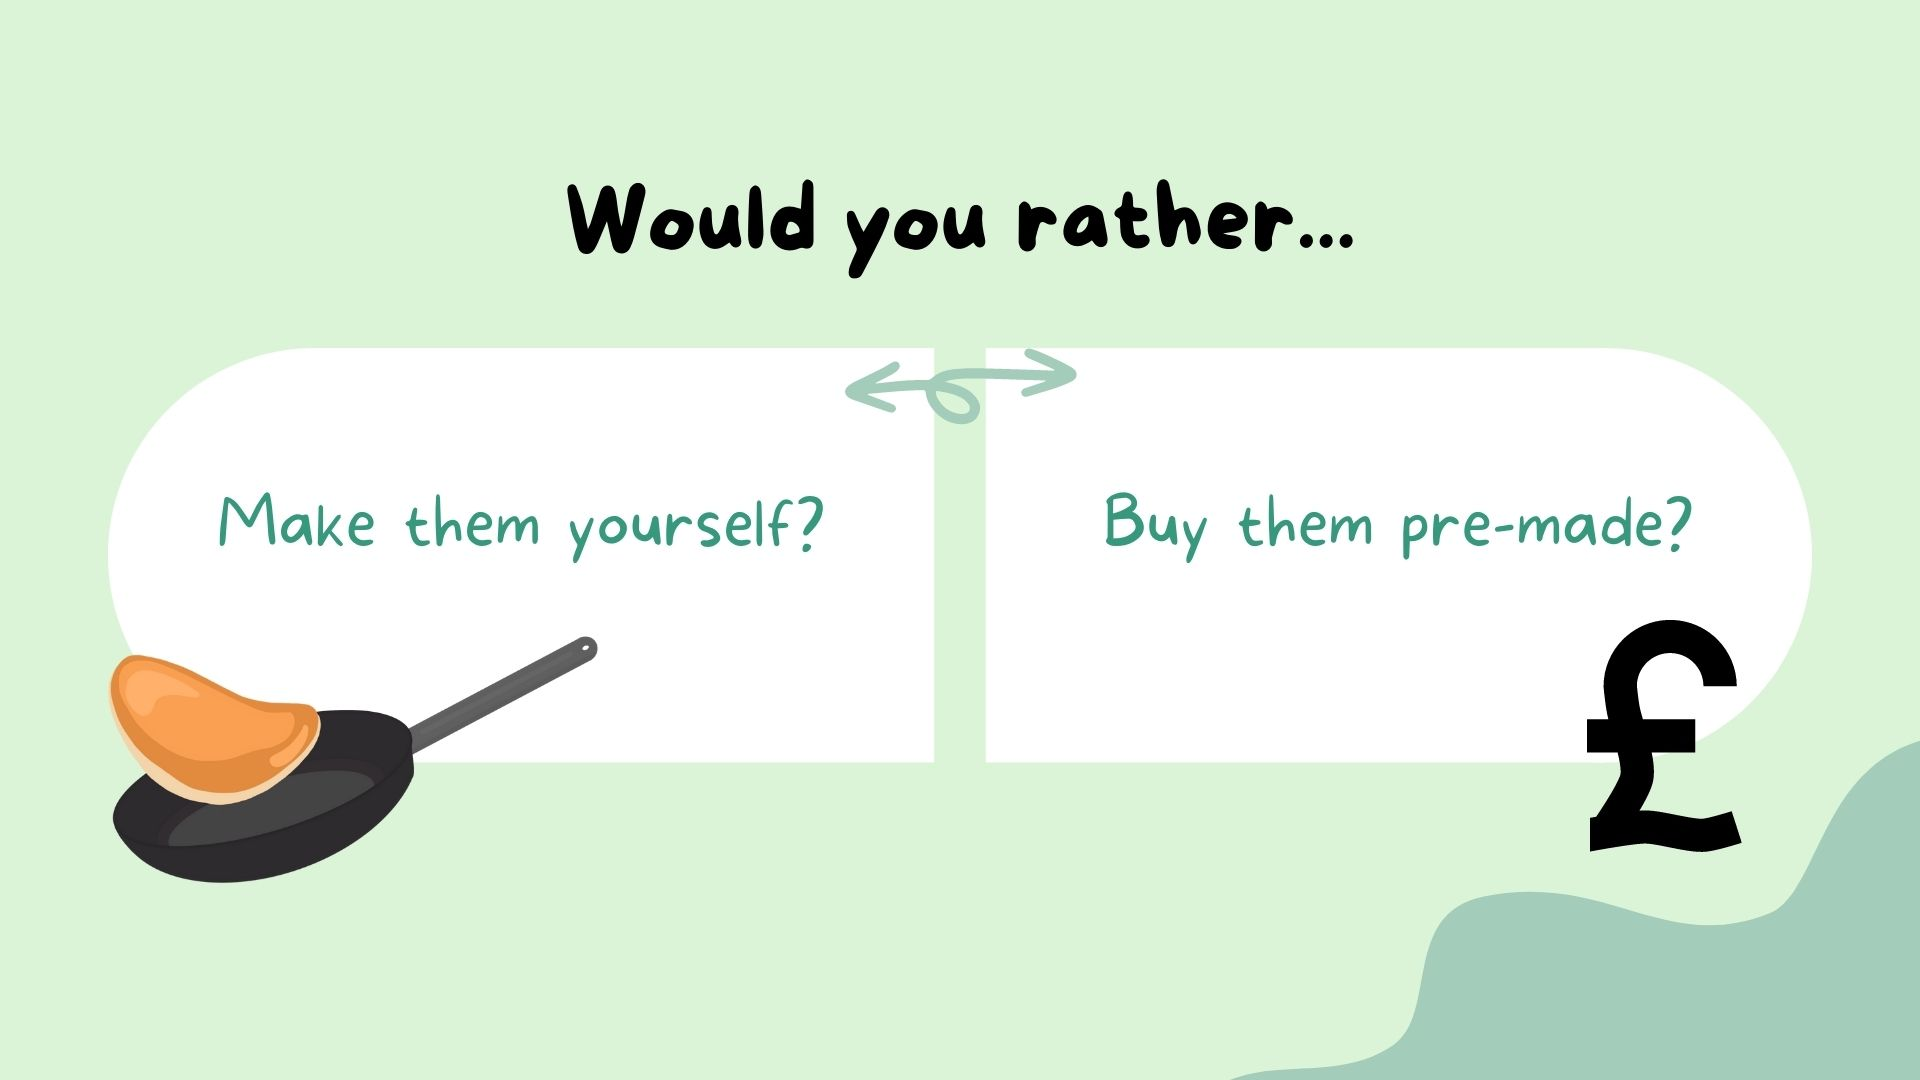 Would you rather...
Make them yourself?
Buy them pre-made?
£